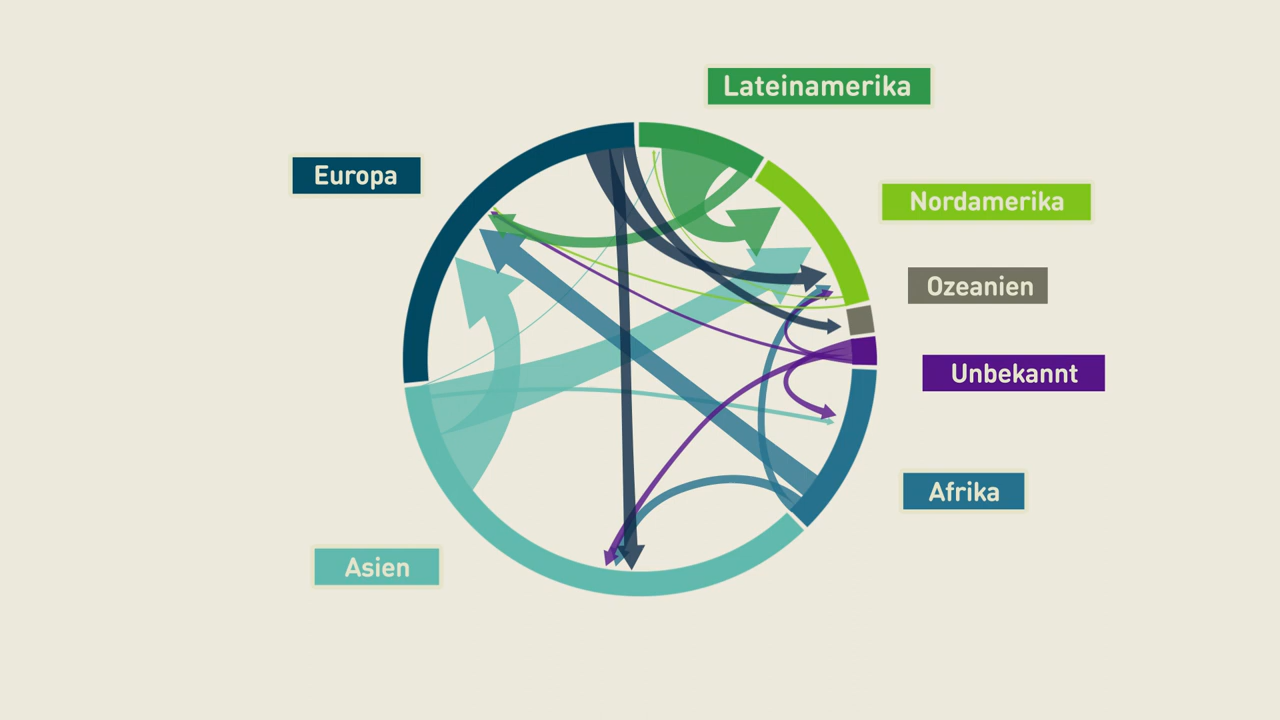 Lateinamerika
Europa
Nordamerika
Ozeanien
Unbekannt
Afrika
Asien